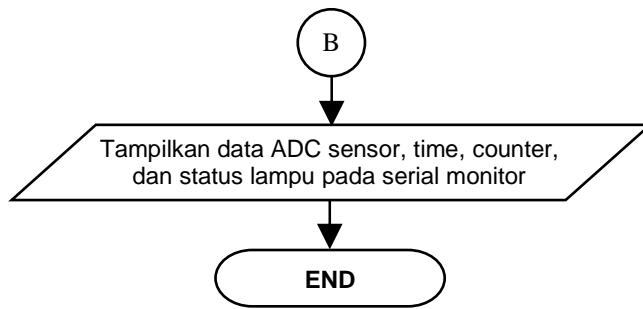 B
Tampilkan data ADC sensor, time, counter,
dan status lampu pada serial monitor
END